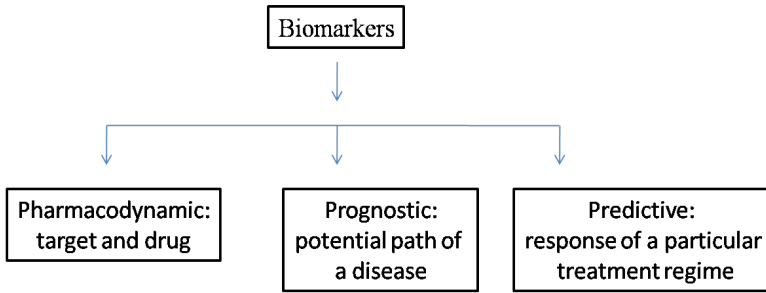 Biomarkers
Pharmacodynamic:
target and drug
Prognostic:
potential path of
a disease
Predictive:
response of a particular
treatment regime